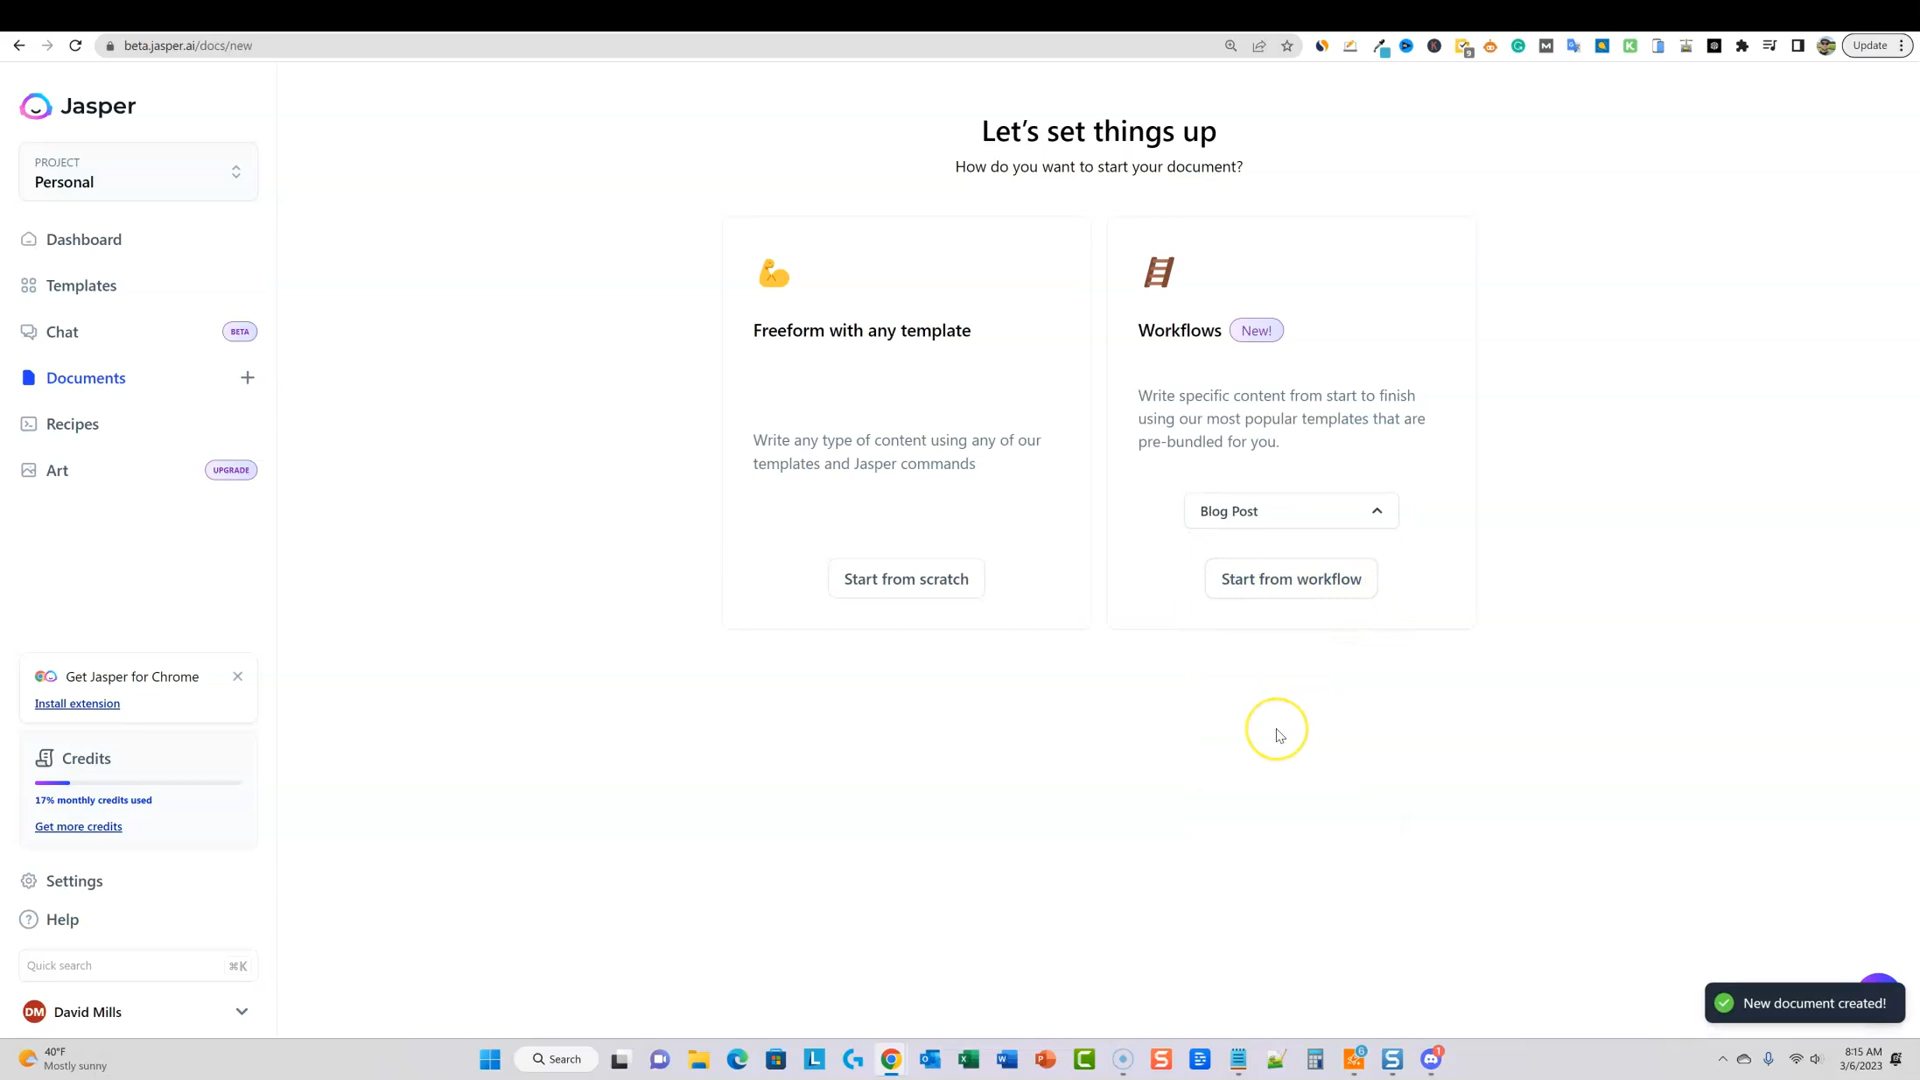 beta.jasper.ai/docs/new
Update
9
Jasper
PROJECT
Personal
Dashboard
Templates
Chat
BETA
Documents
Recipes
Art
UPGRADE
Let's set things up
How do you want to start your document?
Freeform with any template
Write any type of content using any of our
templates and Jasper commands
Start from scratch
Workflows New!
Write specific content from start to finish
using our most popular templates that are
pre-bundled for you.
Blog Post
Start from workflow
Get Jasper for Chrome
Install extension
Credits
17% monthly credits used
Get more credits
Settings
Help
Quick search
⌘K
DM David Mills
New document created!
40°F
Mostly sunny
Search
6
1
8:15 AM
3/6/2023